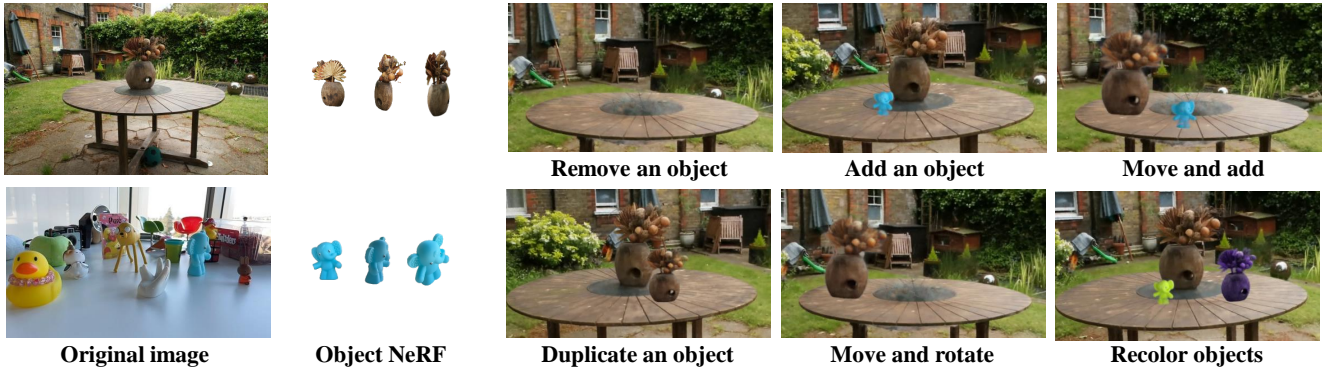 Remove an object
Add an object
Move and add
Original image
Object NeRF
Duplicate an object
Move and rotate
Recolor objects